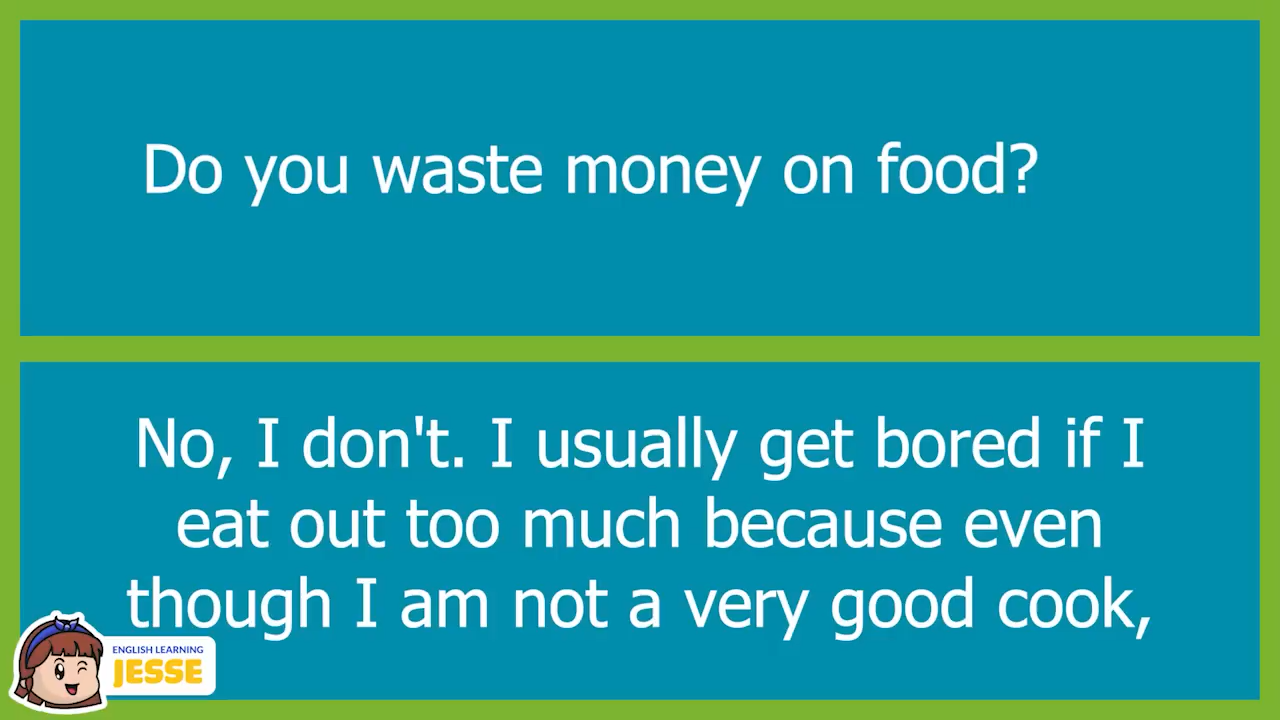 Do you waste money on food?
No, I don't. I usually get bored if I
eat out too much because even
though I am not a very good cook,
ENGLISH LEARNING
JESSE